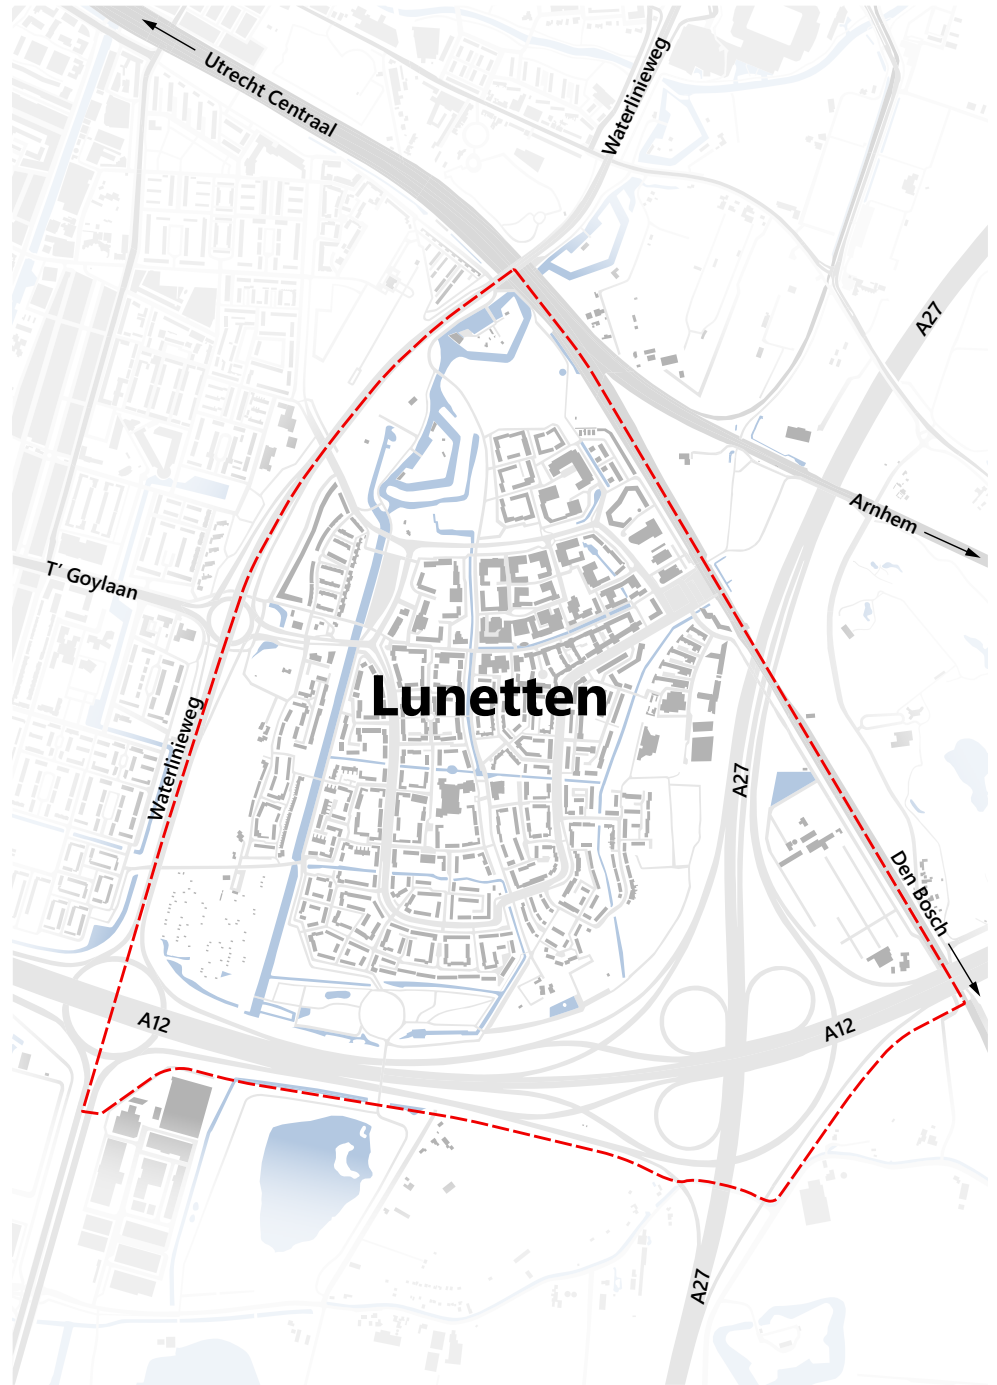 Utrecht Centraal
Waterlinieweg
A27
Arnhem
T' Goylaan
Lunetten
Waterlinieweg
A27
Den Bosch
A12
A12
A27